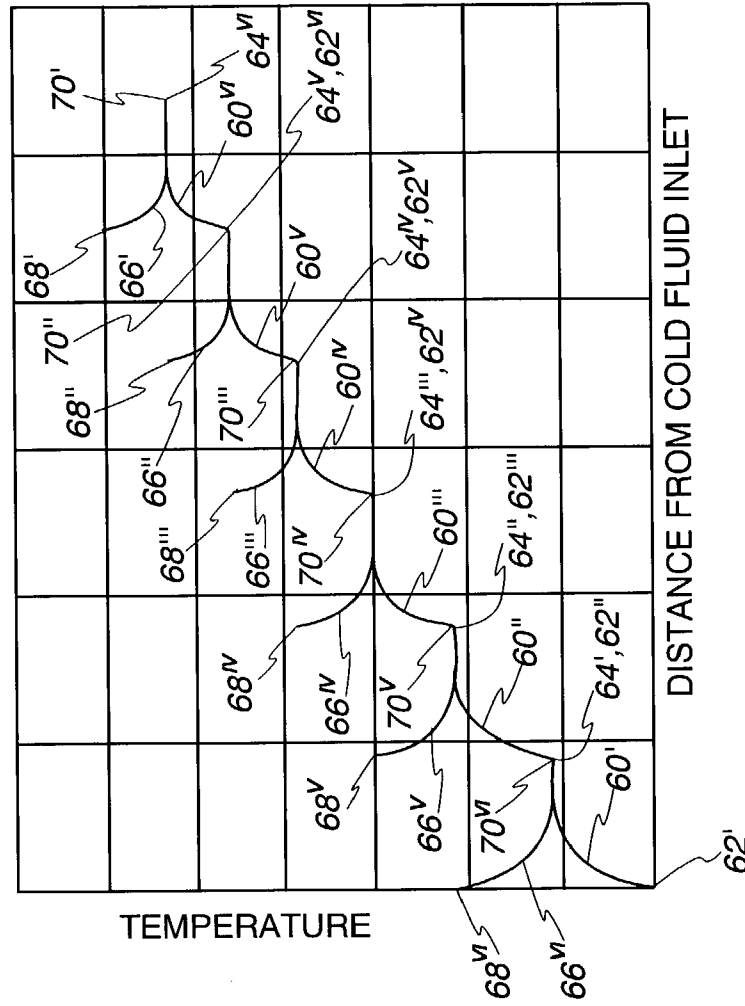 70'
64VI
68'
60VI
66'
64V, 62VI
70''
60V
68''
64IV, 62V
66''
70'''
60IV
68'''
64''', 62IV
66'''
70IV
60'''
68IV
64'', 62'''
66IV
70V
60''
68V
64', 62''
66V
70VI
60'
62'
68VI
66VI
TEMPERATURE
DISTANCE FROM COLD FLUID INLET